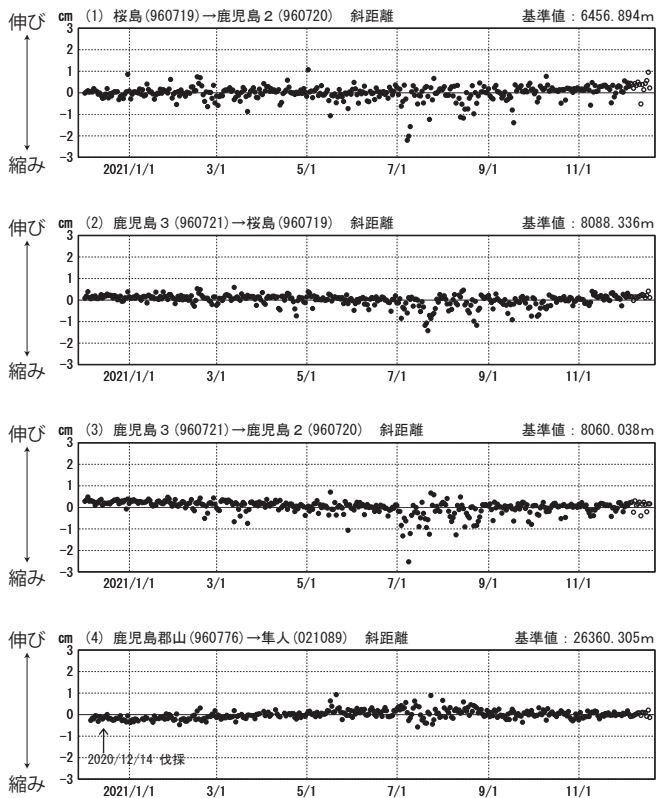 伸び cm (1) 桜島(960719)→鹿児島2(960720) 斜距離 基準値:6456.894m
3
2
1
0
-1
-2
縮み -3
2021/1/1 3/1 5/1 7/1 9/1 11/1
伸び cm (2) 鹿児島3(960721)→桜島(960719) 斜距離 基準値:8088.336m
3
2
1
0
-1
-2
縮み -3
2021/1/1 3/1 5/1 7/1 9/1 11/1
伸び cm (3) 鹿児島3(960721)→鹿児島2(960720) 斜距離 基準値:8060.038m
3
2
1
0
-1
-2
縮み -3
2021/1/1 3/1 5/1 7/1 9/1 11/1
伸び cm (4) 鹿児島郡山(960776)→隼人(021089) 斜距離 基準値:26360.305m
3
2
1
0
-1
-2 2020/12/14 伐採
縮み -3
2021/1/1 3/1 5/1 7/1 9/1 11/1